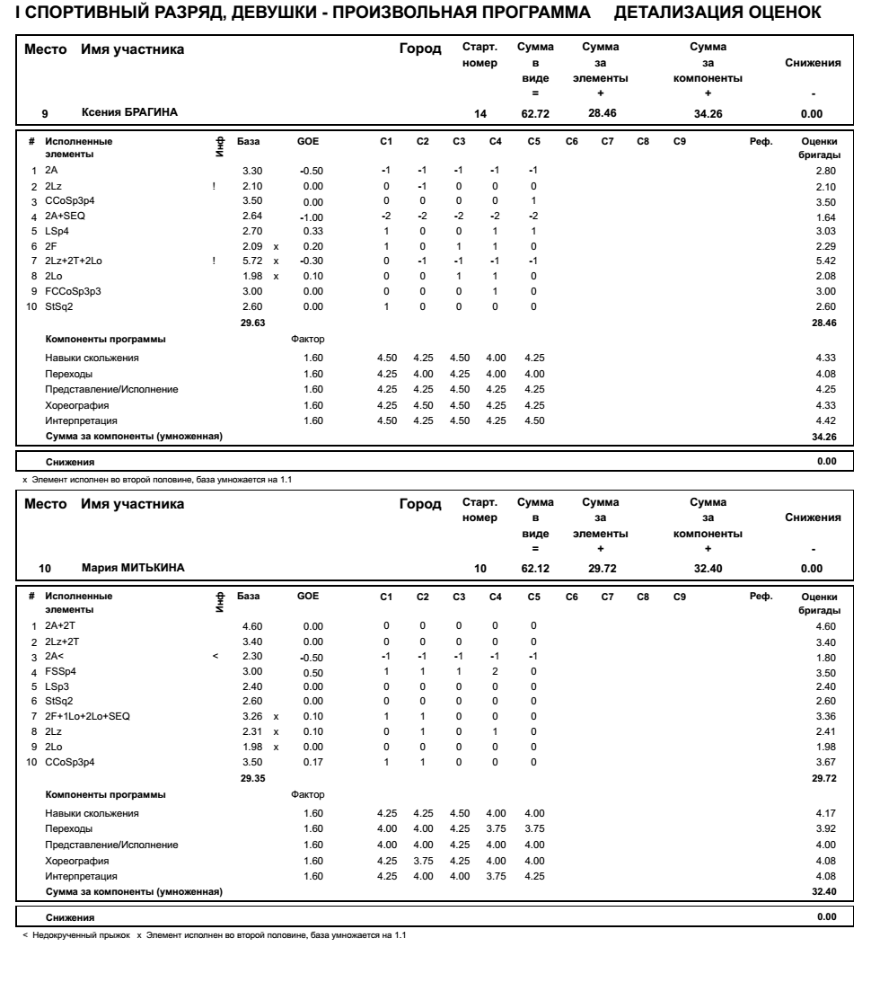 I СПОРТИВНЫЙ РАЗРЯД, ДЕВУШКИ - ПРОИЗВОЛЬНАЯ ПРОГРАММА ДЕТАЛИЗАЦИЯ ОЦЕНОК
Место Имя участника Город Старт. Сумма Сумма Сумма
номер в за за Снижения
виде элементы компоненты
= + + -
9 Ксения БРАГИНА 14 62.72 28.46 34.26 0.00
# Исполненные Инф База GOE C1 C2 C3 C4 C5 C6 C7 C8 C9 Реф. Оценки
элементы бригады
1 2A 3.30 -0.50 -1 -1 -1 -1 -1 2.80
2 2Lz ! 2.10 0.00 0 -1 0 0 0 2.10
3 CCoSp3p4 3.50 0.00 0 0 0 0 1 3.50
4 2A+SEQ 2.64 -1.00 -2 -2 -2 -2 -2 1.64
5 LSp4 2.70 0.33 1 0 0 1 1 3.03
6 2F 2.09 x 0.20 1 0 1 1 0 2.29
7 2Lz+2T+2Lo ! 5.72 x -0.30 0 -1 -1 -1 -1 5.42
8 2Lo 1.98 x 0.10 0 0 1 1 0 2.08
9 FCCoSp3p3 3.00 0.00 0 0 0 1 0 3.00
10 StSq2 2.60 0.00 1 0 0 0 0 2.60
29.63 28.46
Компоненты программы Фактор
Навыки скольжения 1.60 4.50 4.25 4.50 4.00 4.25 4.33
Переходы 1.60 4.25 4.00 4.25 4.00 4.00 4.08
Представление/Исполнение 1.60 4.25 4.25 4.50 4.25 4.25 4.25
Хореография 1.60 4.25 4.50 4.50 4.25 4.25 4.33
Интерпретация 1.60 4.50 4.25 4.50 4.25 4.50 4.42
Сумма за компоненты (умноженная) 34.26
Снижения 0.00
x Элемент исполнен во второй половине, база умножается на 1.1
Место Имя участника Город Старт. Сумма Сумма Сумма
номер в за за Снижения
виде элементы компоненты
= + + -
10 Мария МИТЬКИНА 10 62.12 29.72 32.40 0.00
# Исполненные Инф База GOE C1 C2 C3 C4 C5 C6 C7 C8 C9 Реф. Оценки
элементы бригады
1 2A+2T 4.60 0.00 0 0 0 0 0 4.60
2 2Lz+2T 3.40 0.00 0 0 0 0 0 3.40
3 2A< < 2.30 -0.50 -1 -1 -1 -1 -1 1.80
4 FSSp4 3.00 0.50 1 1 1 2 0 3.50
5 LSp3 2.40 0.00 0 0 0 0 0 2.40
6 StSq2 2.60 0.00 0 0 0 0 0 2.60
7 2F+1Lo+2Lo+SEQ 3.26 x 0.10 1 1 0 0 0 3.36
8 2Lz 2.31 x 0.10 0 1 0 1 0 2.41
9 2Lo 1.98 x 0.00 0 0 0 0 0 1.98
10 CCoSp3p4 3.50 0.17 1 1 0 0 0 3.67
29.35 29.72
Компоненты программы Фактор
Навыки скольжения 1.60 4.25 4.25 4.50 4.00 4.00 4.17
Переходы 1.60 4.00 4.00 4.25 3.75 3.75 3.92
Представление/Исполнение 1.60 4.00 4.00 4.25 4.00 4.00 4.00
Хореография 1.60 4.25 3.75 4.25 4.00 4.00 4.08
Интерпретация 1.60 4.25 4.00 4.00 3.75 4.25 4.08
Сумма за компоненты (умноженная) 32.40
Снижения 0.00
< Недокрученный прыжок x Элемент исполнен во второй половине, база умножается на 1.1